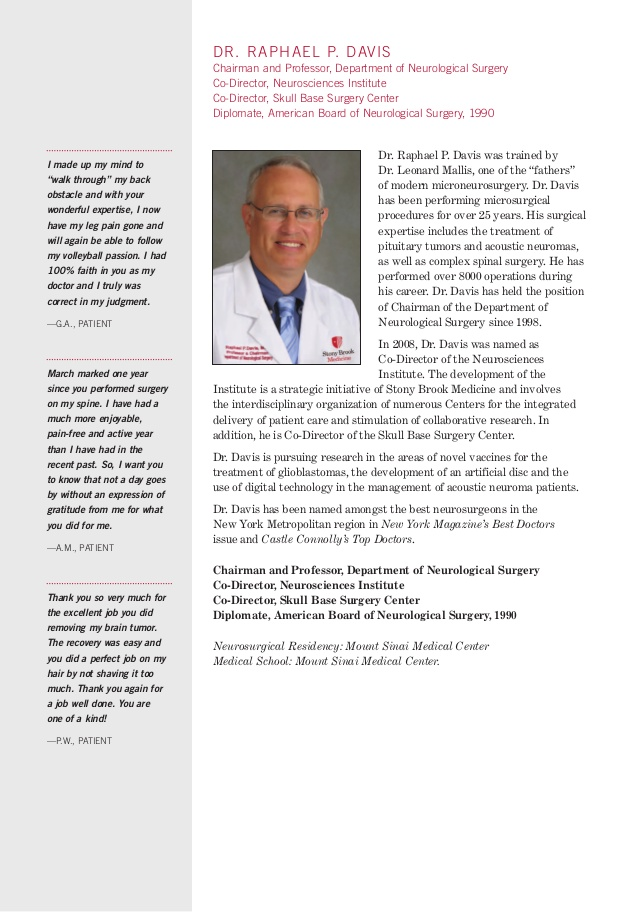 DR. RAPHAEL P. DAVIS
Chairman and Professor, Department of Neurological Surgery
Co-Director, Neurosciences Institute
Co-Director, Skull Base Surgery Center
Diplomate, American Board of Neurological Surgery, 1990
I made up my mind to
“walk through” my back
obstacle and with your
wonderful expertise, I now
have my leg pain gone and
will again be able to follow
my volleyball passion. I had
100% faith in you as my
doctor and I truly was
correct in my judgment.
—G.A., PATIENT
March marked one year
since you performed surgery
on my spine. I have had a
much more enjoyable,
pain-free and active year
than I have had in the
recent past. So, I want you
to know that not a day goes
by without an expression of
gratitude from me for what
you did for me.
—A.M., PATIENT
Thank you so very much for
the excellent job you did
removing my brain tumor.
The recovery was easy and
you did a perfect job on my
hair by not shaving it too
much. Thank you again for
a job well done. You are
one of a kind!
—P.W., PATIENT
Raphael P. Davis, M
Professor & Chairman
Department of Neurological Surgery
Stony Brook
Medicine
Dr. Raphael P. Davis was trained by
Dr. Leonard Mallis, one of the “fathers”
of modern microneurosurgery. Dr. Davis
has been performing microsurgical
procedures for over 25 years. His surgical
expertise includes the treatment of
pituitary tumors and acoustic neuromas,
as well as complex spinal surgery. He has
performed over 8000 operations during
his career. Dr. Davis has held the position
of Chairman of the Department of
Neurological Surgery since 1998.
In 2008, Dr. Davis was named as
Co-Director of the Neurosciences
Institute. The development of the
Institute is a strategic initiative of Stony Brook Medicine and involves
the interdisciplinary organization of numerous Centers for the integrated
delivery of patient care and stimulation of collaborative research. In
addition, he is Co-Director of the Skull Base Surgery Center.
Dr. Davis is pursuing research in the areas of novel vaccines for the
treatment of glioblastomas, the development of an artificial disc and the
use of digital technology in the management of acoustic neuroma patients.
Dr. Davis has been named amongst the best neurosurgeons in the
New York Metropolitan region in New York Magazine’s Best Doctors
issue and Castle Connolly’s Top Doctors.
Chairman and Professor, Department of Neurological Surgery
Co-Director, Neurosciences Institute
Co-Director, Skull Base Surgery Center
Diplomate, American Board of Neurological Surgery, 1990
Neurosurgical Residency: Mount Sinai Medical Center
Medical School: Mount Sinai Medical Center.